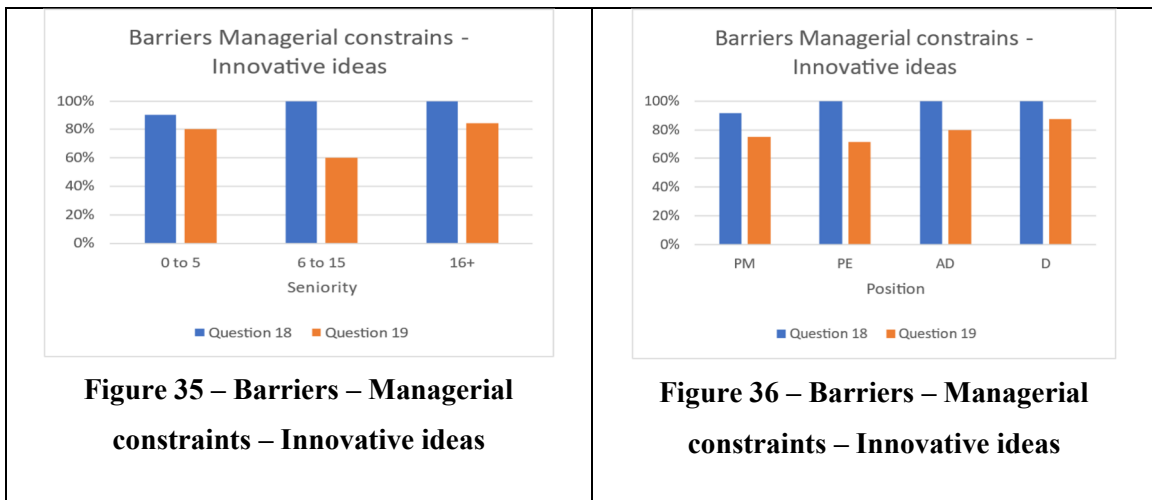 Barriers Managerial constrains -
Innovative ideas
100%
80%
60%
40%
20%
0%
0 to 5 6 to 15 16+
Seniority
Question 18 Question 19
Figure 35 – Barriers – Managerial
constraints – Innovative ideas
Barriers Managerial constrains -
Innovative ideas
100%
80%
60%
40%
20%
0%
PM PE AD D
Position
Question 18 Question 19
Figure 36 – Barriers – Managerial
constraints – Innovative ideas